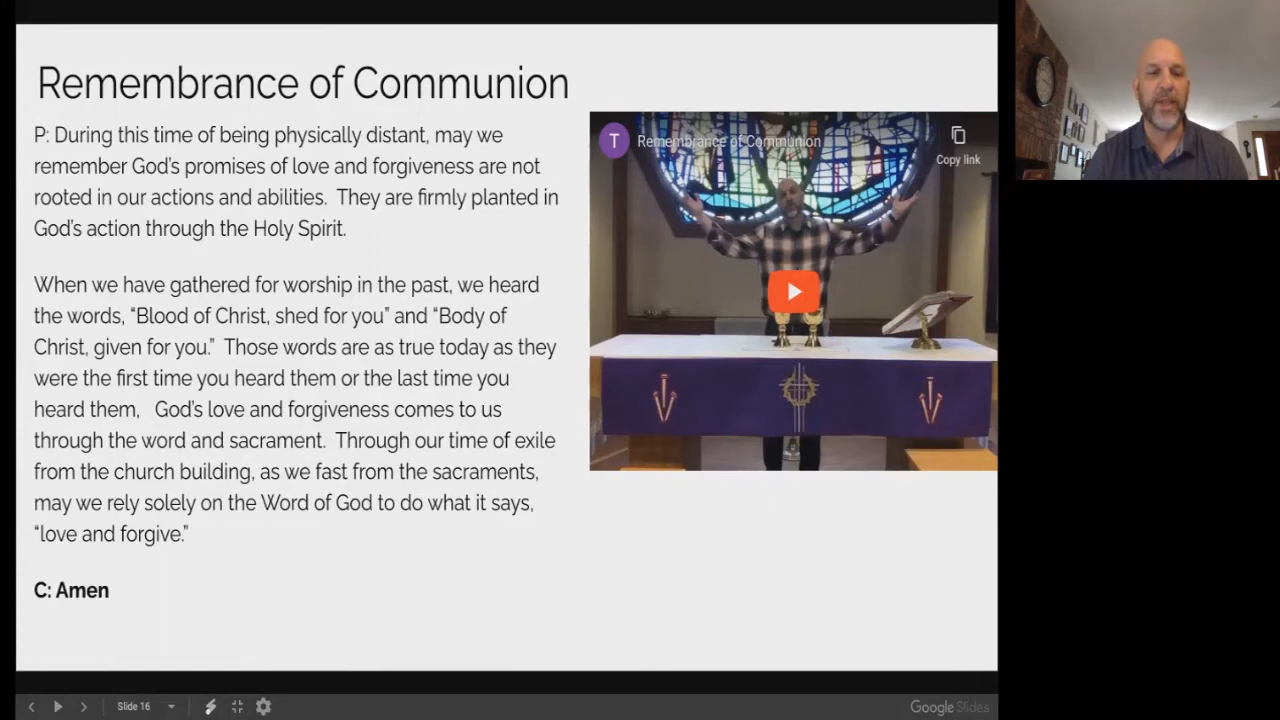 Remembrance of Communion
P: During this time of being physically distant, may we
remember God's promises of love and forgiveness are not
rooted in our actions and abilities.  They are firmly planted in
God's action through the Holy Spirit.
When we have gathered for worship in the past, we heard
the words, “Blood of Christ, shed for you” and “Body of
Christ, given for you.”  Those words are as true today as they
were the first time you heard them or the last time you
heard them,   God's love and forgiveness comes to us
through the word and sacrament.  Through our time of exile
from the church building, as we fast from the sacraments,
may we rely solely on the Word of God to do what it says,
“love and forgive.”
C: Amen
T
Remembrance of Communion
Copy link
Slide 16
Google Slides